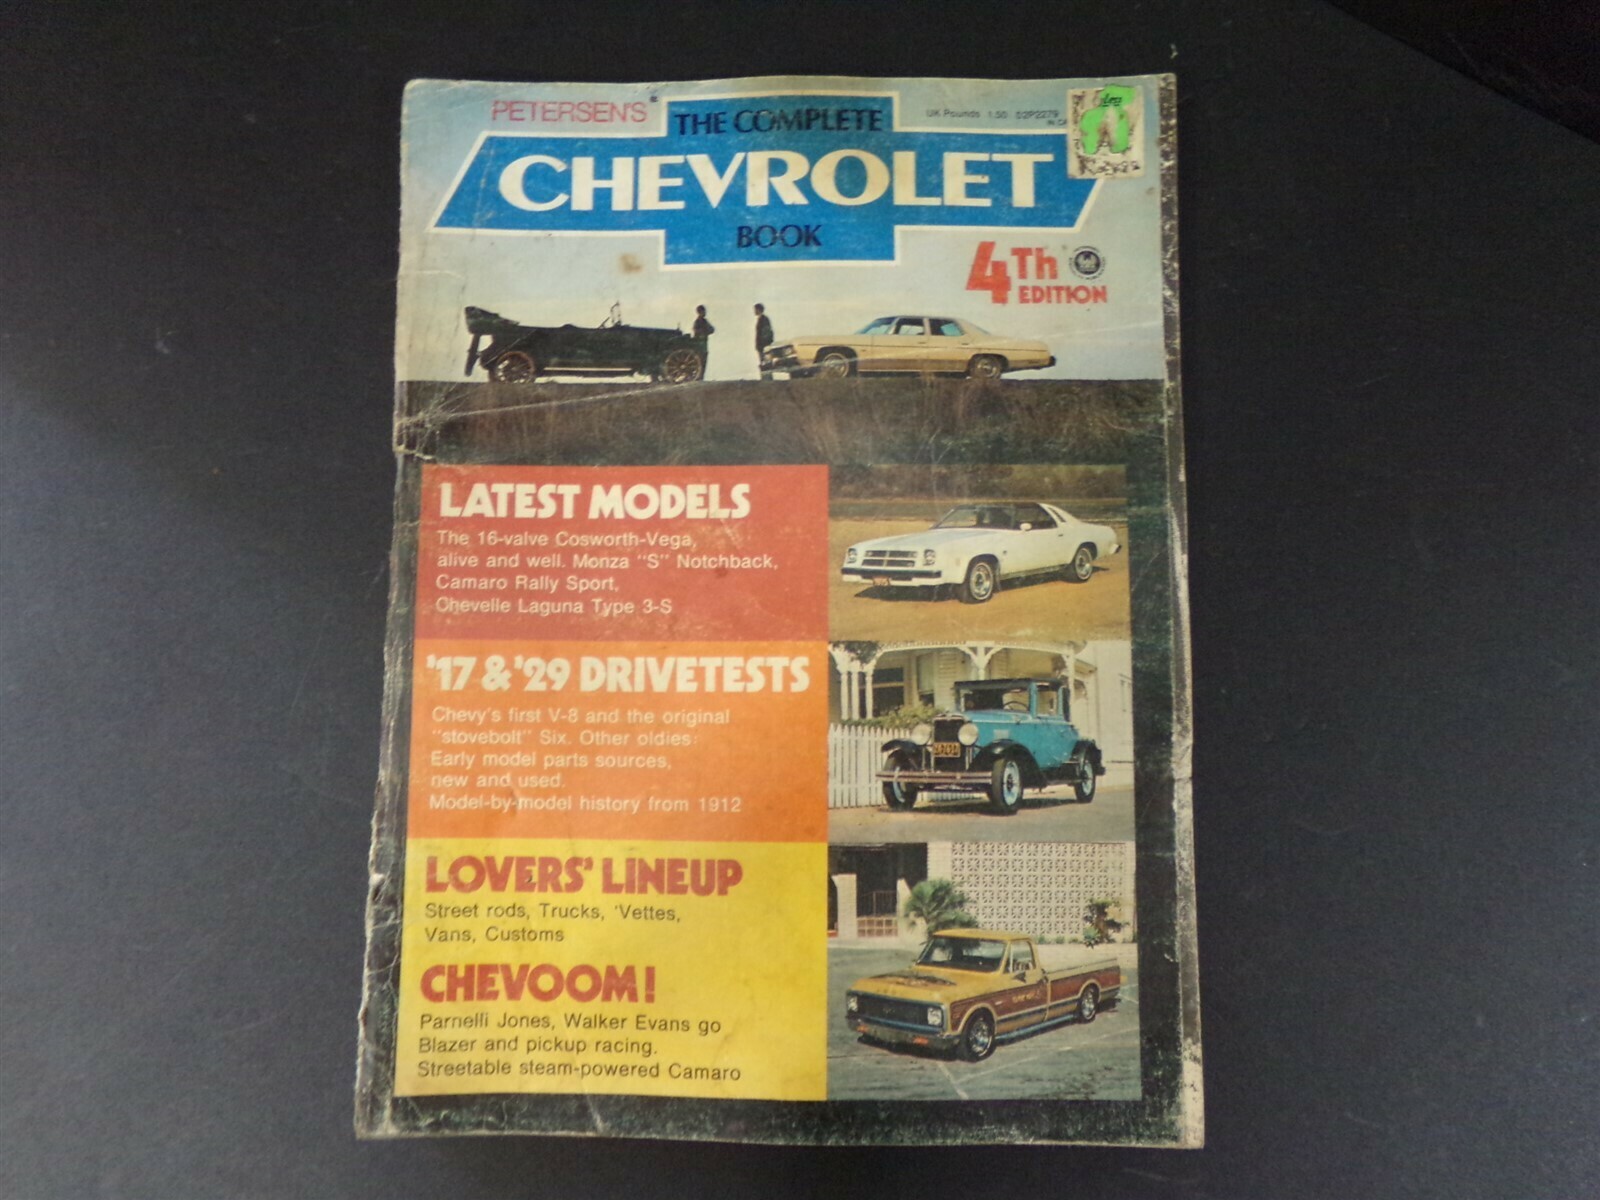 PETERSEN'S
THE COMPLETE
CHEVROLET
BOOK
UK Pounds 1.50 02P2279
4Th
EDITION
LATEST MODELS
The 16-valve Cosworth-Vega,
alive and well. Monza "S" Notchback,
Camaro Rally Sport,
Chevelle Laguna Type 3-S
'17 & '29 DRIVETESTS
Chevy's first V-8 and the original
"stovebolt" Six. Other oldies:
Early model parts sources,
new and used.
Model-by-model history from 1912
LOVERS' LINEUP
Street rods, Trucks, 'Vettes,
Vans, Customs
CHEVOOM!
Parnelli Jones, Walker Evans go
Blazer and pickup racing.
Streetable steam-powered Camaro